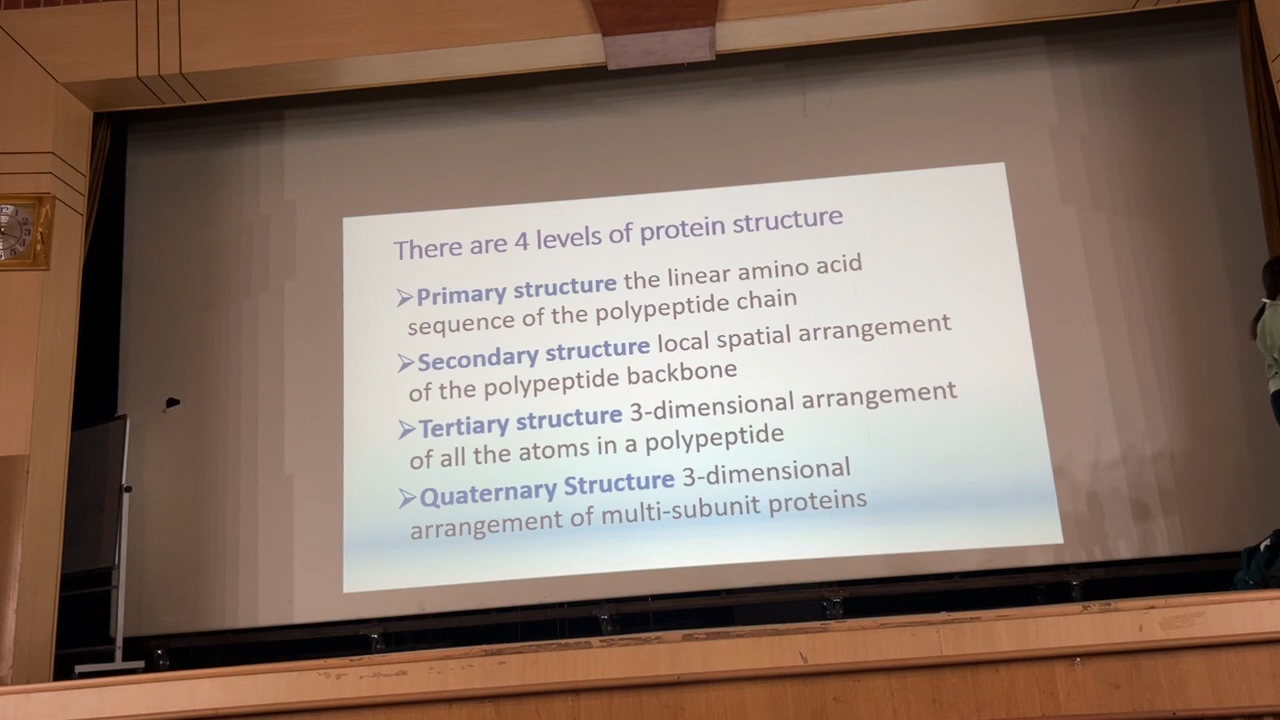 There are 4 levels of protein structure
➢Primary structure the linear amino acid
sequence of the polypeptide chain
➢Secondary structure local spatial arrangement
of the polypeptide backbone
➢Tertiary structure 3-dimensional arrangement
of all the atoms in a polypeptide
➢Quaternary Structure 3-dimensional
arrangement of multi-subunit proteins